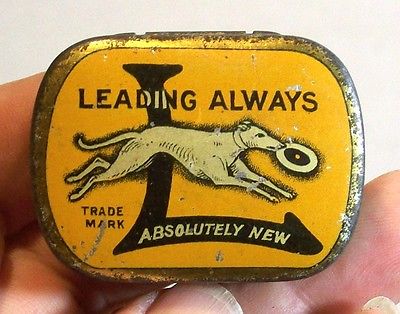 LEADING ALWAYS
L
TRADE
MARK
ABSOLUTELY NEW